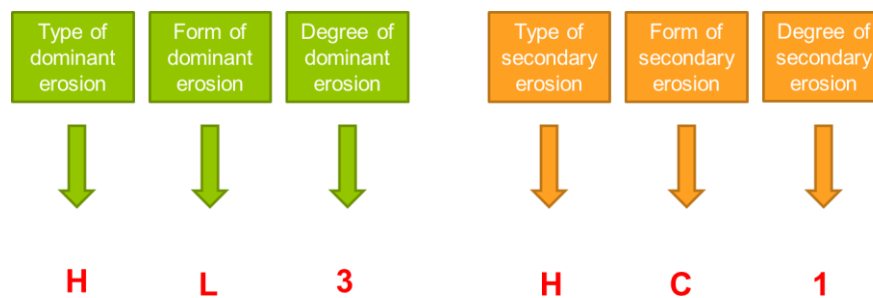 Type of
dominant
erosion
Form of
dominant
erosion
Degree of
dominant
erosion
Type of
secondary
erosion
Form of
secondary
erosion
Degree of
secondary
erosion
H L 3 H C 1